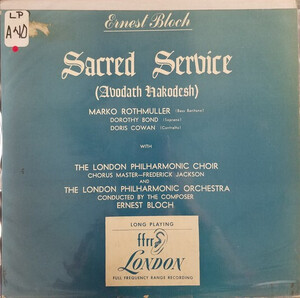 LP
AND
Ernest Bloch
Sacred Service
(Avodath Hakodesh)
MARKO ROTHMULLER (Bass Baritone)
DOROTHY BOND (Soprano)
DORIS COWAN (Contralto)
WITH
THE LONDON PHILHARMONIC CHOIR
CHORUS MASTER—FREDERICK JACKSON
AND
THE LONDON PHILHARMONIC ORCHESTRA
CONDUCTED BY THE COMPOSER
ERNEST BLOCH
LONG PLAYING
ffrr
LONDON
FULL FREQUENCY RANGE RECORDING